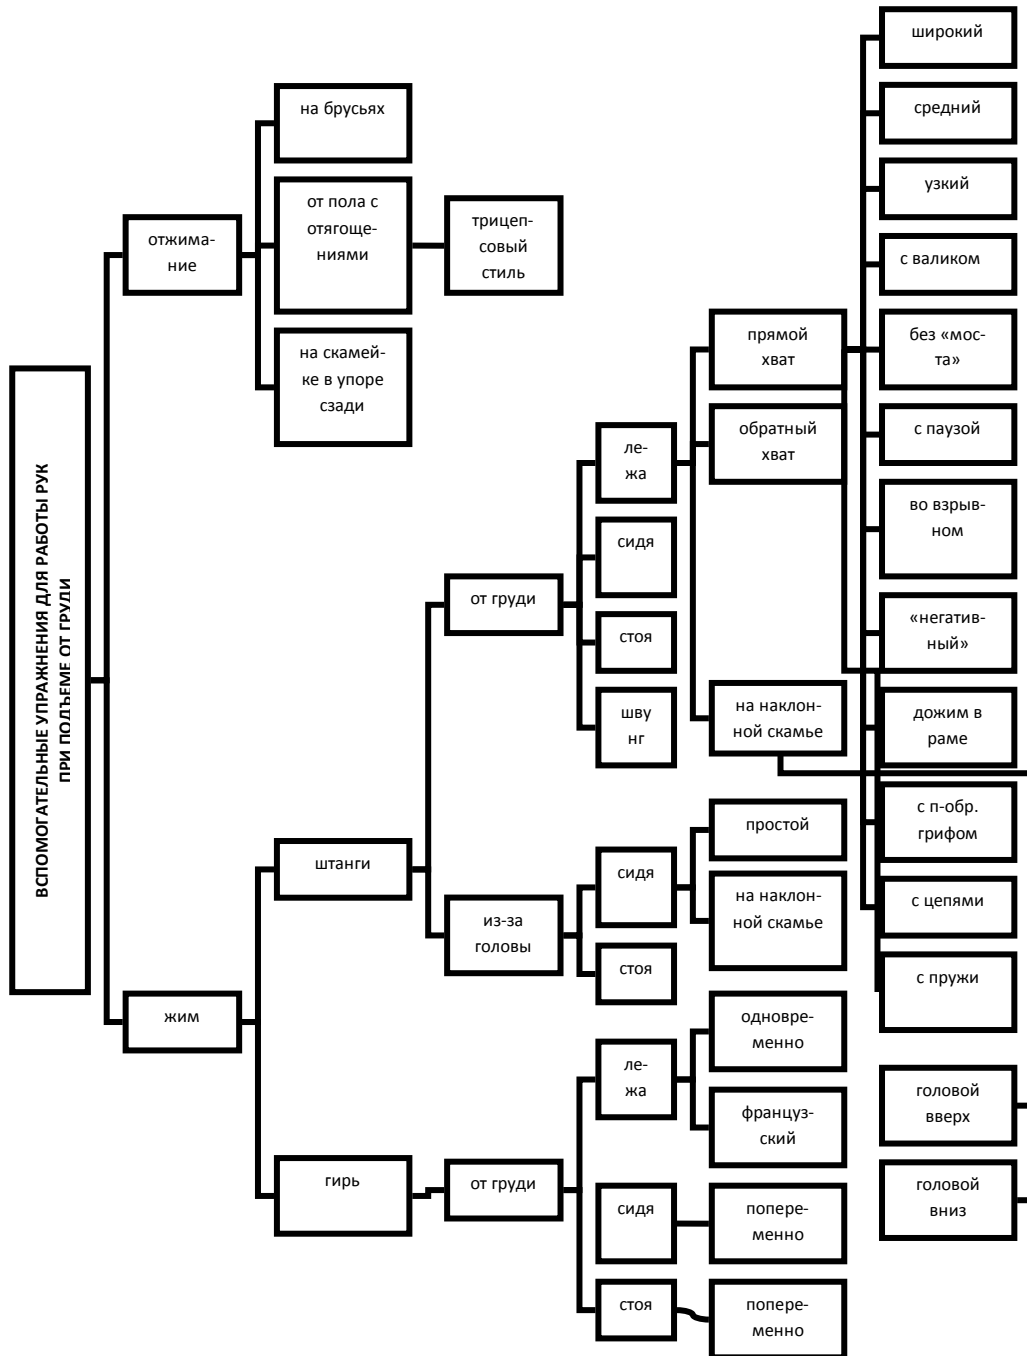 ВСПОМОГАТЕЛЬНЫЕ УПРАЖНЕНИЯ ДЛЯ РАБОТЫ РУК
ПРИ ПОДЪЕМЕ ОТ ГРУДИ
отжима-
ние
на брусьях
от пола с
отягоще-
ниями
трицеп-
совый
стиль
на скамей-
ке в упоре
сзади
жим
штанги
от груди
ле-
жа
прямой
хват
широкий
средний
узкий
с валиком
без «мос-
та»
с паузой
во взрыв-
ном
«негатив-
ный»
дожим в
раме
с п-обр.
грифом
с цепями
с пружи
обратный
хват
на наклон-
ной скамье
головой
вверх
головой
вниз
сидя
стоя
шву
нг
из-за
головы
сидя
простой
на наклон-
ной скамье
стоя
гирь
от груди
ле-
жа
одновре-
менно
француз-
ский
сидя
попере-
менно
стоя
попере-
менно